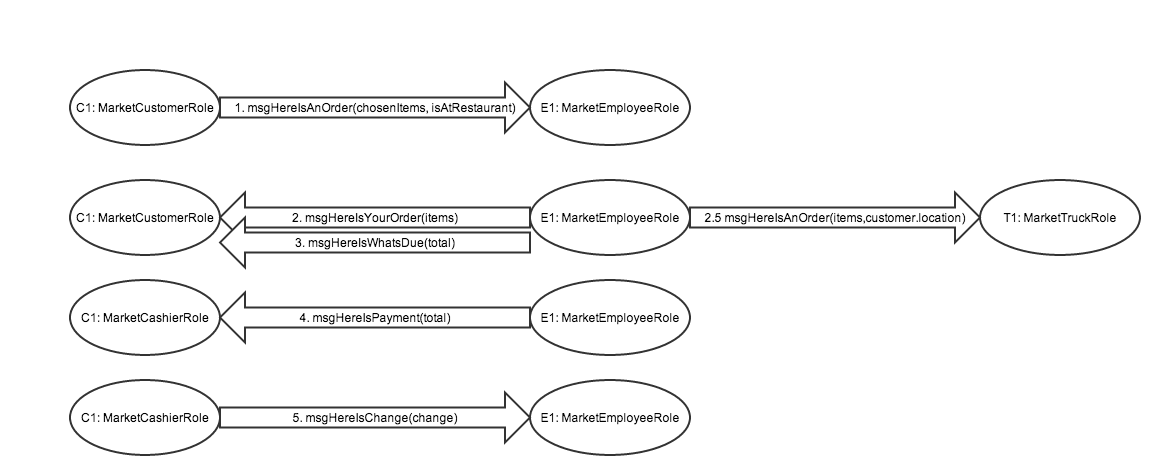 C1: MarketCustomerRole
1. msgHereIsAnOrder(chosenItems, isAtRestaurant)
E1: MarketEmployeeRole
C1: MarketCustomerRole
2. msgHereIsYourOrder(items)
E1: MarketEmployeeRole
2.5 msgHereIsAnOrder(items,customer.location)
T1: MarketTruckRole
3. msgHereIsWhatsDue(total)
C1: MarketCashierRole
4. msgHereIsPayment(total)
E1: MarketEmployeeRole
C1: MarketCashierRole
5. msgHereIsChange(change)
E1: MarketEmployeeRole